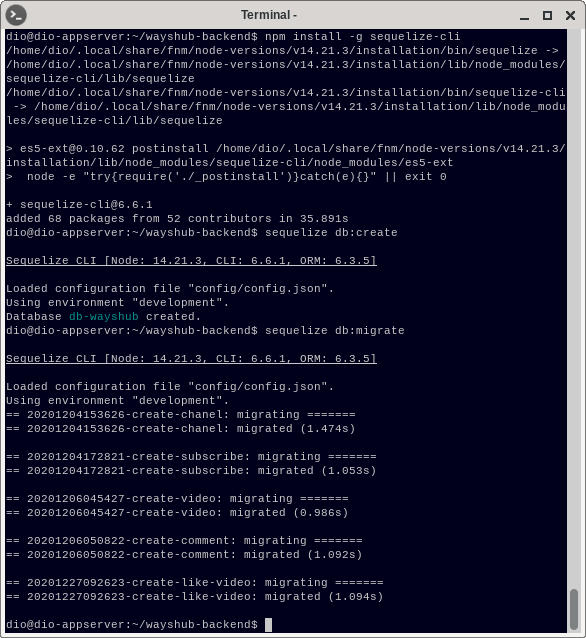 Terminal -
dio@dio-appserver:~/wayshub-backend$ npm install -g sequelize-cli
/home/dio/.local/share/fnm/node-versions/v14.21.3/installation/bin/sequelize ->
/home/dio/.local/share/fnm/node-versions/v14.21.3/installation/lib/node_modules/
sequelize-cli/lib/sequelize
/home/dio/.local/share/fnm/node-versions/v14.21.3/installation/bin/sequelize-cli
 -> /home/dio/.local/share/fnm/node-versions/v14.21.3/installation/lib/node_modu
les/sequelize-cli/lib/sequelize
> es5-ext@0.10.62 postinstall /home/dio/.local/share/fnm/node-versions/v14.21.3/
installation/lib/node_modules/sequelize-cli/node_modules/es5-ext
>  node -e "try{require('./_postinstall')}catch(e){}" || exit 0
+ sequelize-cli@6.6.1
added 68 packages from 52 contributors in 35.891s
dio@dio-appserver:~/wayshub-backend$ sequelize db:create
Sequelize CLI [Node: 14.21.3, CLI: 6.6.1, ORM: 6.3.5]
Loaded configuration file "config/config.json".
Using environment "development".
Database db-wayshub created.
dio@dio-appserver:~/wayshub-backend$ sequelize db:migrate
Sequelize CLI [Node: 14.21.3, CLI: 6.6.1, ORM: 6.3.5]
Loaded configuration file "config/config.json".
Using environment "development".
== 20201204153626-create-chanel: migrating =======
== 20201204153626-create-chanel: migrated (1.474s)
== 20201204172821-create-subscribe: migrating =======
== 20201204172821-create-subscribe: migrated (1.053s)
== 20201206045427-create-video: migrating =======
== 20201206045427-create-video: migrated (0.986s)
== 20201206050822-create-comment: migrating =======
== 20201206050822-create-comment: migrated (1.092s)
== 20201227092623-create-like-video: migrating =======
== 20201227092623-create-like-video: migrated (1.094s)
dio@dio-appserver:~/wayshub-backend$